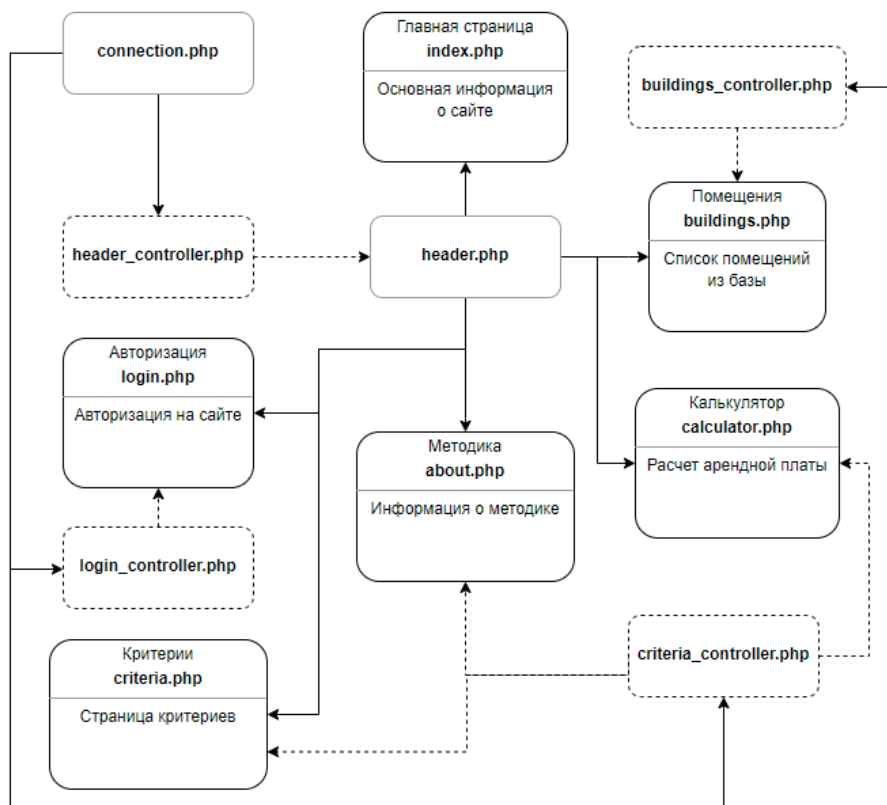 connection.php
Главная страница
index.php
Основная информация
о сайте
buildings_controller.php
header_controller.php
header.php
Помещения
buildings.php
Список помещений
из базы
Авторизация
login.php
Авторизация на сайте
Методика
about.php
Информация о методике
Калькулятор
calculator.php
Расчет арендной платы
login_controller.php
Критерии
criteria.php
Страница критериев
criteria_controller.php